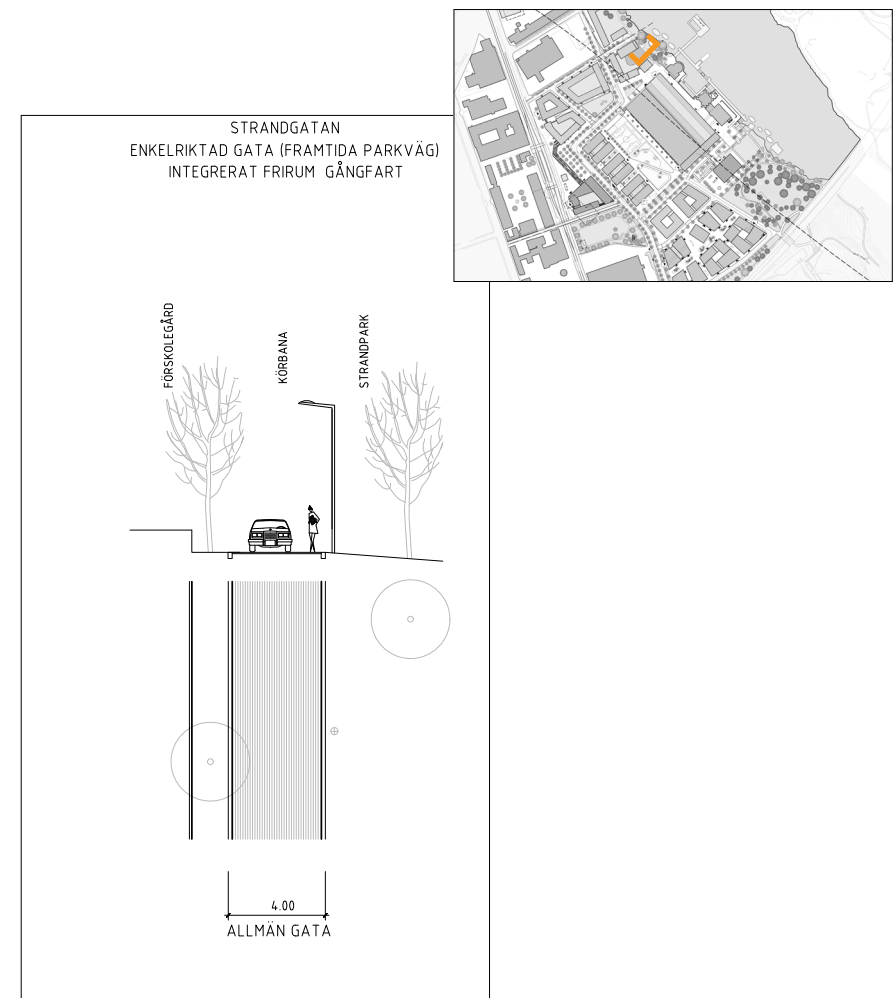 STRANDGATAN
ENKELRIKTAD GATA (FRAMTIDA PARKVÄG)
INTEGRERAT FRIRUM GÅNGFART
FÖRSKOLEGÅRD
KÖRBANA
STRANDPARK
4.00
ALLMÄN GATA